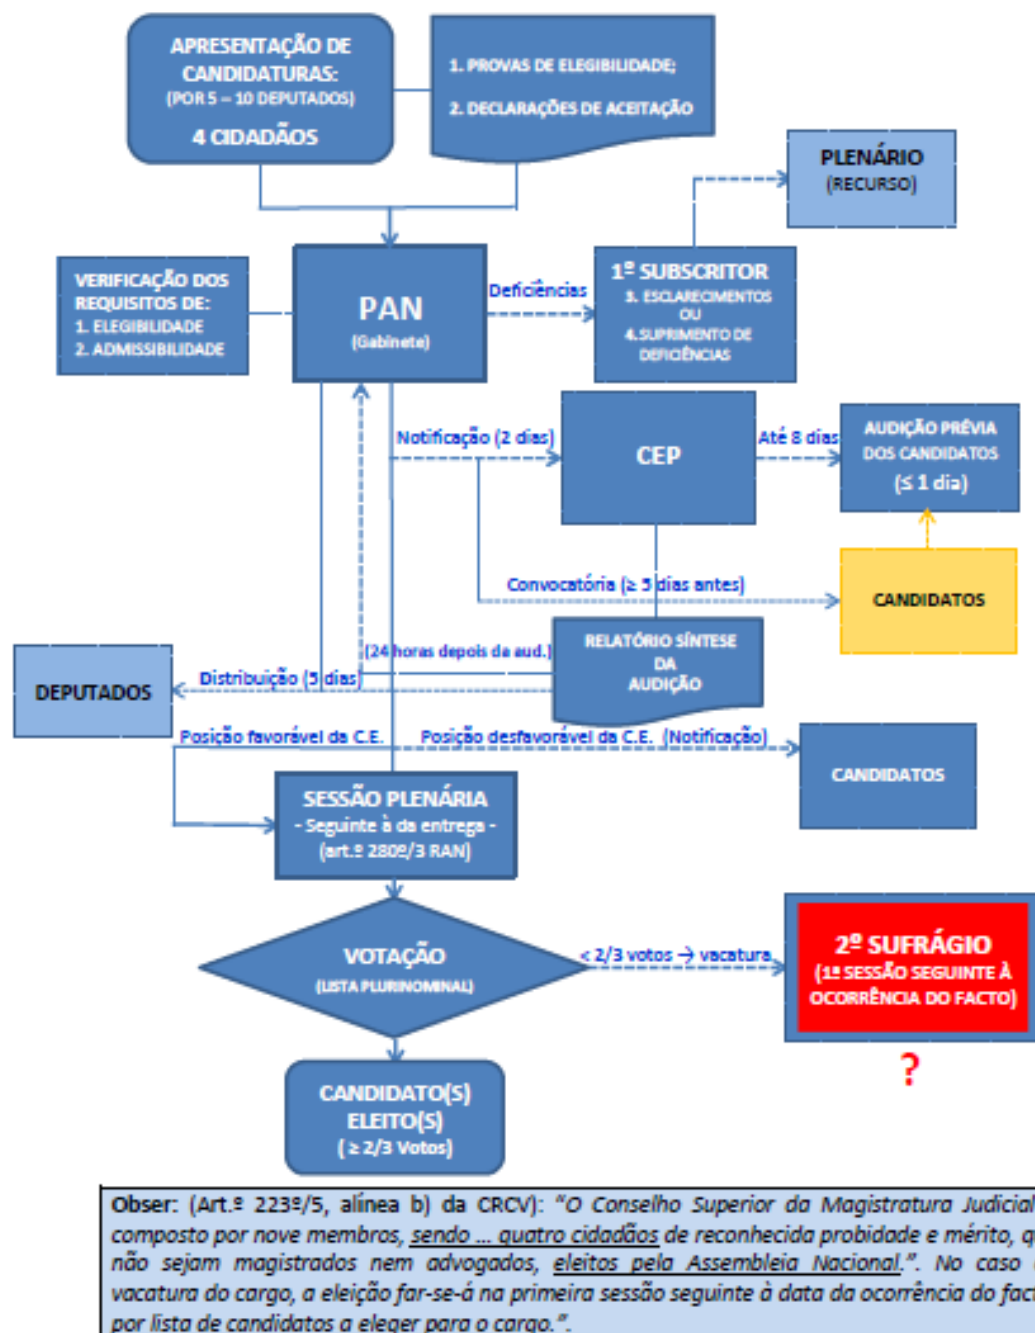 APRESENTAÇÃO DE
CANDIDATURAS:
(POR 5 – 10 DEPUTADOS)
4 CIDADÃOS
1. PROVAS DE ELEGIBILIDADE;
2. DECLARAÇÕES DE ACEITAÇÃO
PLENÁRIO
(RECURSO)
VERIFICAÇÃO DOS
REQUISITOS DE:
1. ELEGIBILIDADE
2. ADMISSIBILIDADE
PAN
(Gabinete)
Deficiências
1º SUBSCRITOR
3. ESCLARECIMENTOS
OU
4. SUPRIMENTO DE
DEFICIÊNCIAS
Notificação (2 dias)
CEP
Até 8 dias
AUDIÇÃO PRÉVIA
DOS CANDIDATOS
(≤ 1 dia)
Convocatória (≥ 3 dias antes)
CANDIDATOS
RELATÓRIO SÍNTESE
DA
AUDIÇÃO
(24 horas depois da aud.)
DEPUTADOS
Distribuição (5 dias)
Posição favorável da C.E.
Posição desfavorável da C.E. (Notificação)
CANDIDATOS
SESSÃO PLENÁRIA
- Seguinte à da entrega -
(art.º 280º/3 RAN)
VOTAÇÃO
(LISTA PLURINOMINAL)
< 2/3 votos → vacatura
2º SUFRÁGIO
(1ª SESSÃO SEGUINTE À
OCORRÊNCIA DO FACTO)
?
CANDIDATO(S)
ELEITO(S)
( ≥ 2/3 Votos)
Obser: (Art.º 223º/5, alínea b) da CRCV): “O Conselho Superior da Magistratura Judicial
composto por nove membros, sendo ... quatro cidadãos de reconhecida probidade e mérito,
não sejam magistrados nem advogados, eleitos pela Assembleia Nacional.”. No caso
vacatura do cargo, a eleição far-se-á na primeira sessão seguinte à data da ocorrência do
por lista de candidatos a eleger para o cargo.”.